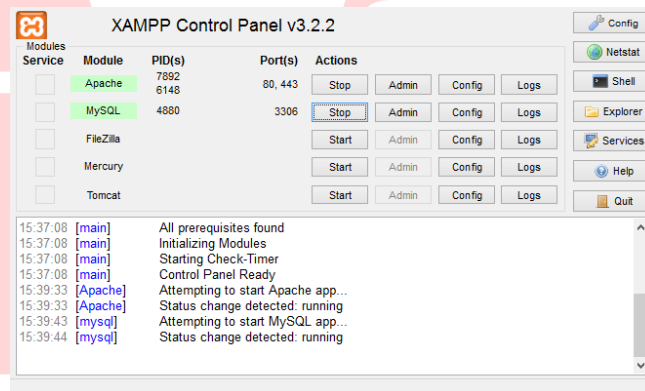 XAMPP Control Panel v3.2.2
Config
Modules
Service Module PID(s) Port(s) Actions
Netstat
Apache 7892 6148 80, 443 Stop Admin Config Logs
Shell
MySQL 4880 3306 Stop Admin Config Logs
Explorer
FileZilla Start Admin Config Logs
Services
Mercury Start Admin Config Logs
Help
Tomcat Start Admin Config Logs
Quit
15:37:08 [main] All prerequisites found
15:37:08 [main] Initializing Modules
15:37:08 [main] Starting Check-Timer
15:37:08 [main] Control Panel Ready
15:39:33 [Apache] Attempting to start Apache app...
15:39:33 [Apache] Status change detected: running
15:39:43 [mysql] Attempting to start MySQL app...
15:39:44 [mysql] Status change detected: running